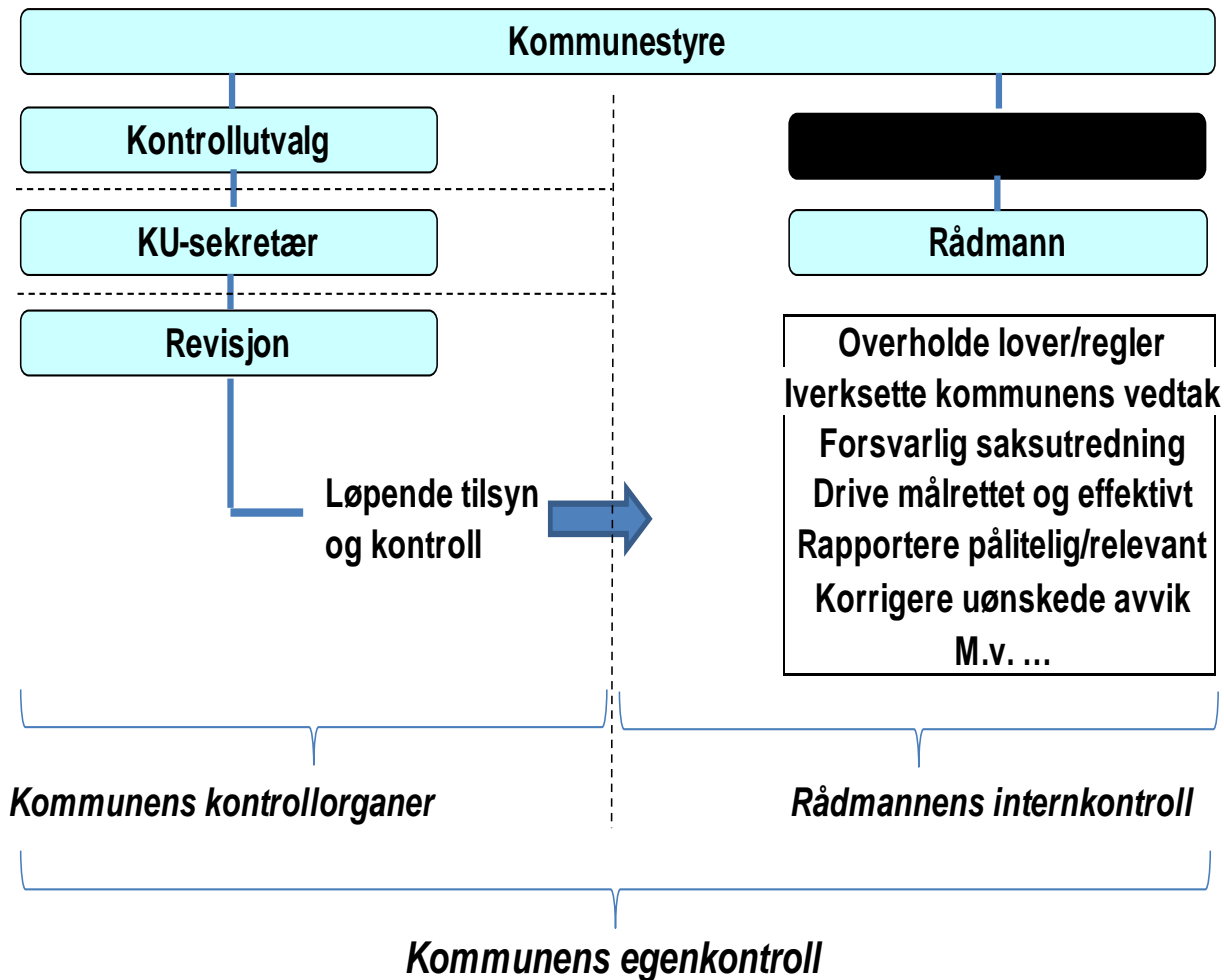 Kommunestyre
Kontrollutvalg
KU-sekretær
Rådmann
Revisjon
Løpende tilsyn
og kontroll
Overholde lover/regler
Iverksette kommunens vedtak
Forsvarlig saksutredning
Drive målrettet og effektivt
Rapportere pålitelig/relevant
Korrigere uønskede avvik
M.v. ...
Kommunens kontrollorganer
Rådmannens internkontroll
Kommunens egenkontroll